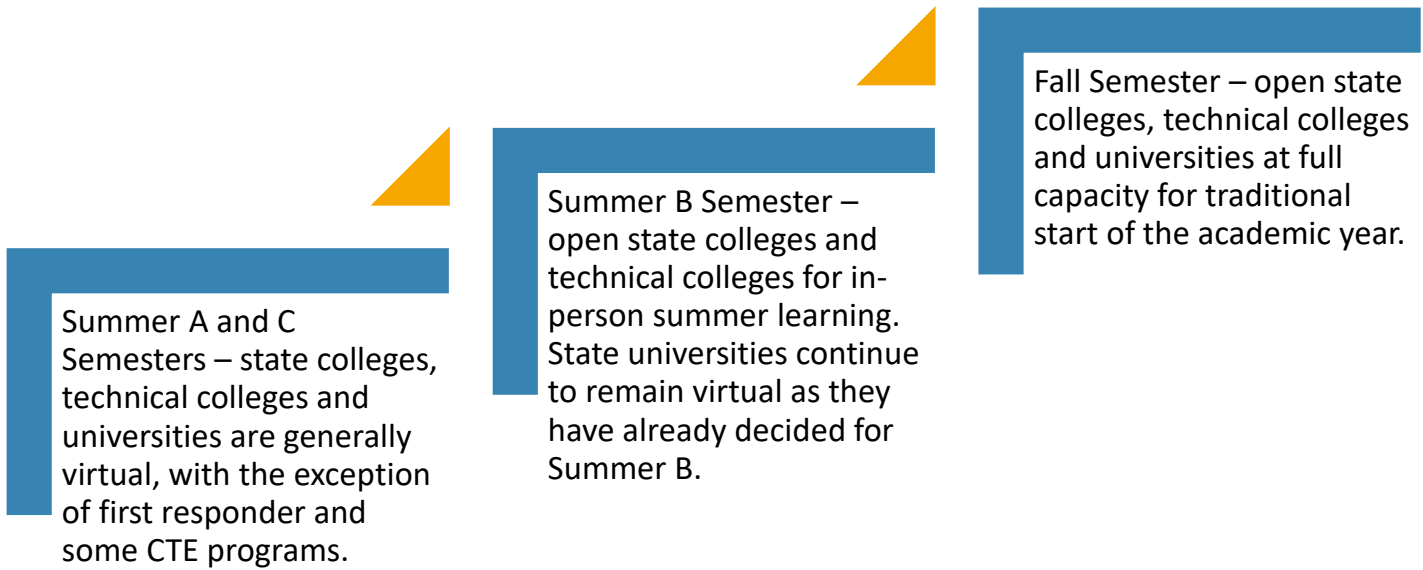 Summer A and C
Semesters – state colleges,
technical colleges and
universities are generally
virtual, with the exception
of first responder and
some CTE programs.
Summer B Semester –
open state colleges and
technical colleges for in-
person summer learning.
State universities continue
to remain virtual as they
have already decided for
Summer B.
Fall Semester – open state
colleges, technical colleges
and universities at full
capacity for traditional
start of the academic year.